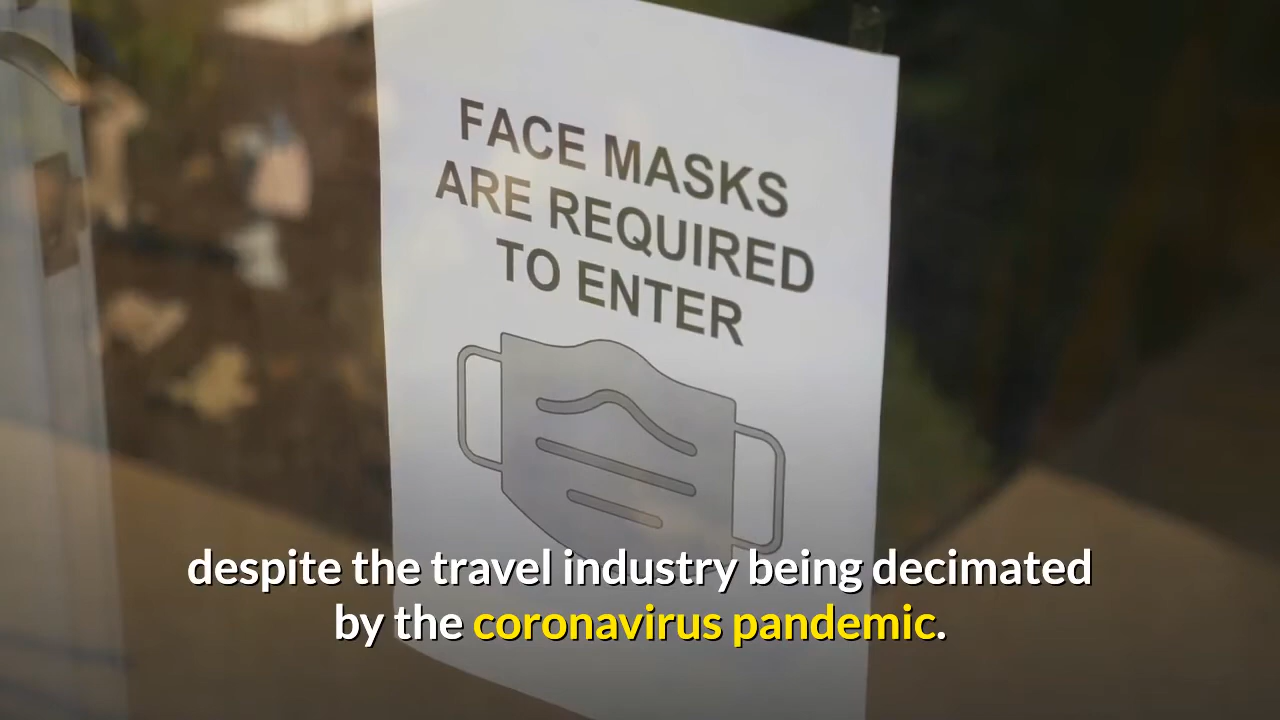 FACE MASKS
ARE REQUIRED
TO ENTER
despite the travel industry being decimated
by the coronavirus pandemic.